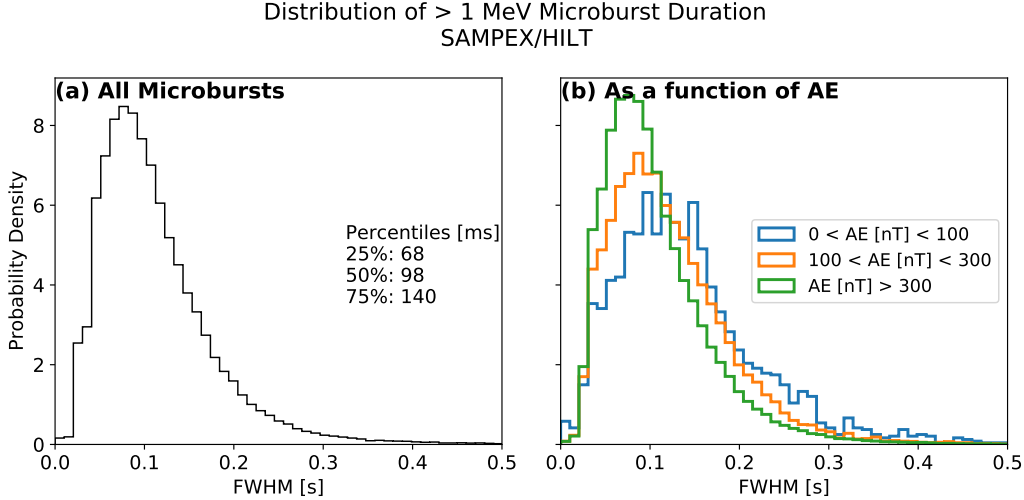 Distribution of > 1 MeV Microburst Duration
SAMPEX/HILT
(a) All Microbursts
Probability Density
8
6
4
2
0
Percentiles [ms]
25%: 68
50%: 98
75%: 140
0.0 0.1 0.2 0.3 0.4 0.5
FWHM [s]
(b) As a function of AE
0 < AE [nT] < 100
100 < AE [nT] < 300
AE [nT] > 300
0.0 0.1 0.2 0.3 0.4 0.5
FWHM [s]